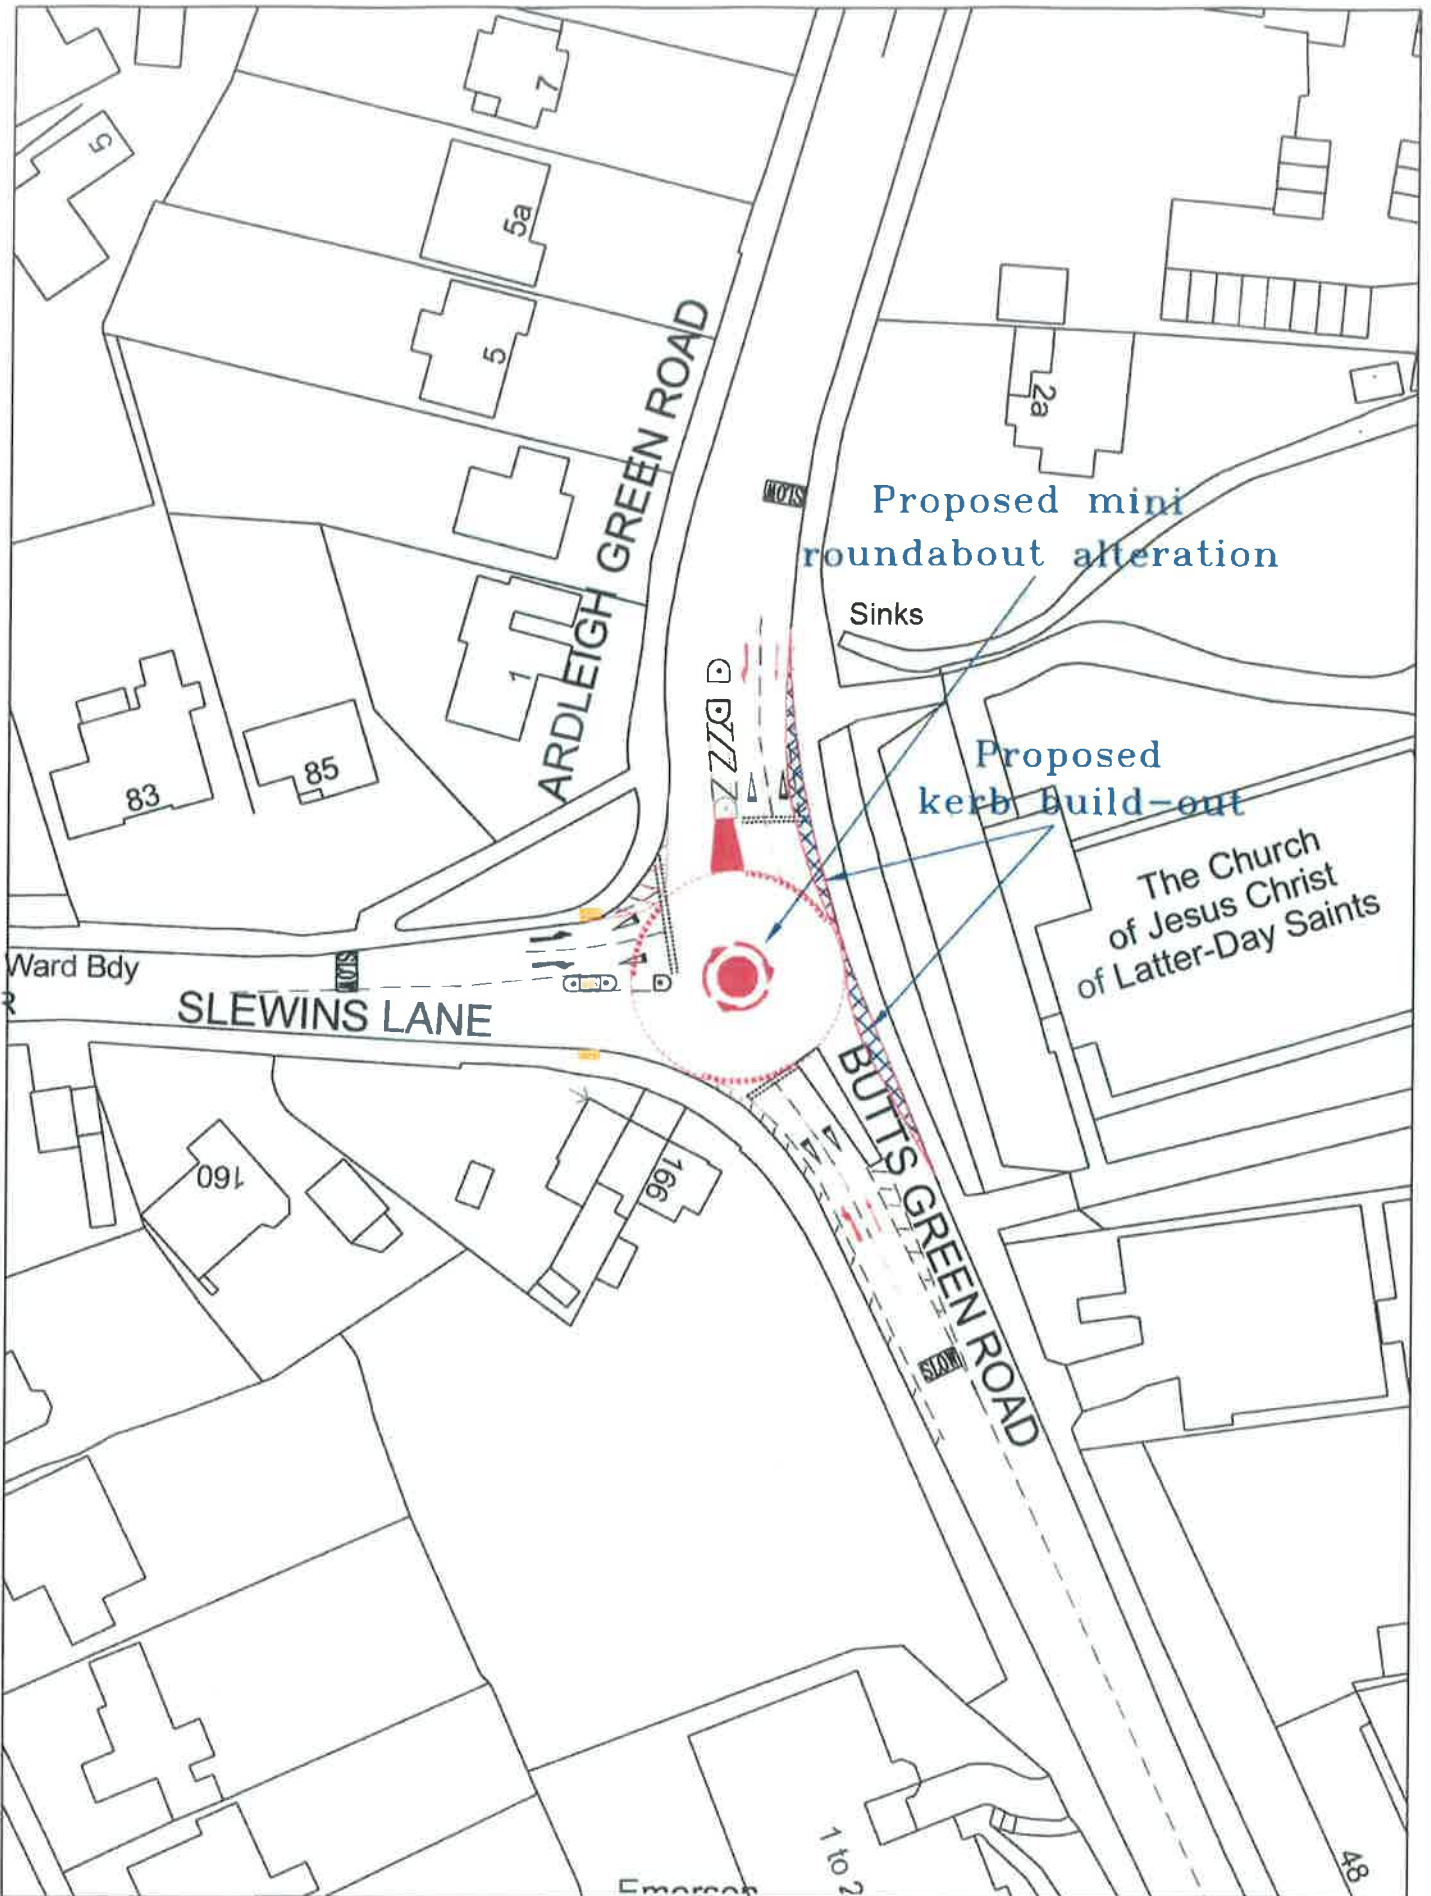 7
5
5a
5
ARDLEIGH GREEN ROAD
2a
SLOW
Proposed mini
roundabout alteration
Sinks
1
85
83
Proposed
kerb build-out
The Church
of Jesus Christ
of Latter-Day Saints
Ward Bdy
SLOW
SLEWINS LANE
BUTTS GREEN ROAD
160
166
SLOW
1 to 2
48
Emerson